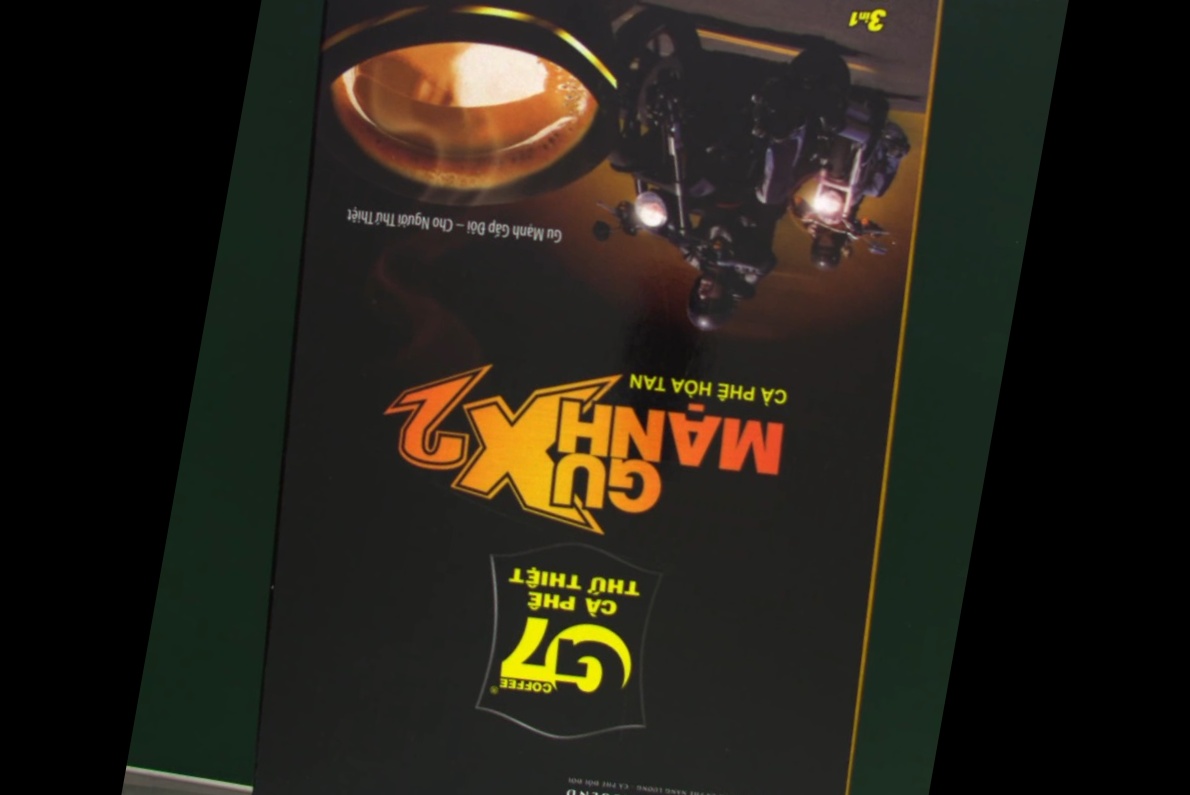 COFFEE
G7
®
CÀ PHÊ
THỨ THIỆT
GU
MẠNH
X2
CÀ PHÊ HÒA TAN
Gu Mạnh Gấp Đôi – Cho Người Thứ Thiệt
3in1